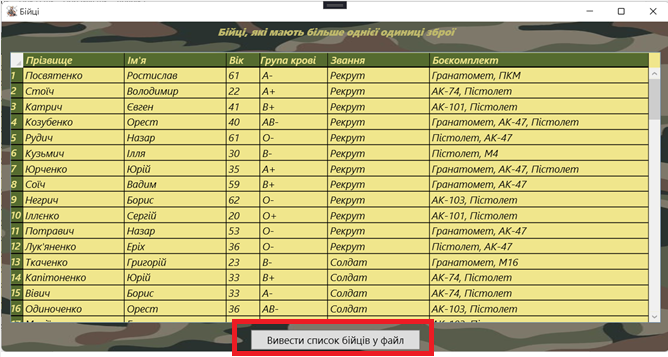 Бійці
Бійці, які мають більше однієї одиниці зброї
Прізвище Ім'я Вік Група крові Звання Боєкомплект
1 Посвятенко Ростислав 61 A- Рекрут Гранатомет, ПКМ
2 Стоїч Володимир 22 A+ Рекрут АК-74, Пістолет
3 Катрич Євген 41 B+ Рекрут АК-101, Пістолет
4 Козубенко Орест 40 AB- Рекрут Гранатомет, АК-47, Пістолет
5 Рудич Назар 61 O- Рекрут Пістолет, АК-47
6 Кузьмич Ілля 30 B- Рекрут Пістолет, М4
7 Юрченко Юрій 35 A+ Рекрут Гранатомет, АК-47, Пістолет
8 Соїч Вадим 59 B+ Рекрут Гранатомет, АК-47
9 Негрич Борис 62 O- Рекрут АК-103, Пістолет
10 Іллєнко Сергій 20 O+ Рекрут АК-101, Пістолет
11 Потравич Назар 53 O- Рекрут Гранатомет, АК-47
12 Лук'яненко Еріх 36 O- Рекрут Пістолет, АК-47
13 Ткаченко Григорій 23 B- Солдат Гранатомет, М16
14 Капітоненко Юрій 33 B+ Солдат АК-74, Пістолет
15 Вівич Борис 33 A- Солдат АК-74, Пістолет
16 Одиноченко Орест 36 AB- Солдат АК-103, Пістолет
Вивести список бійців у файл